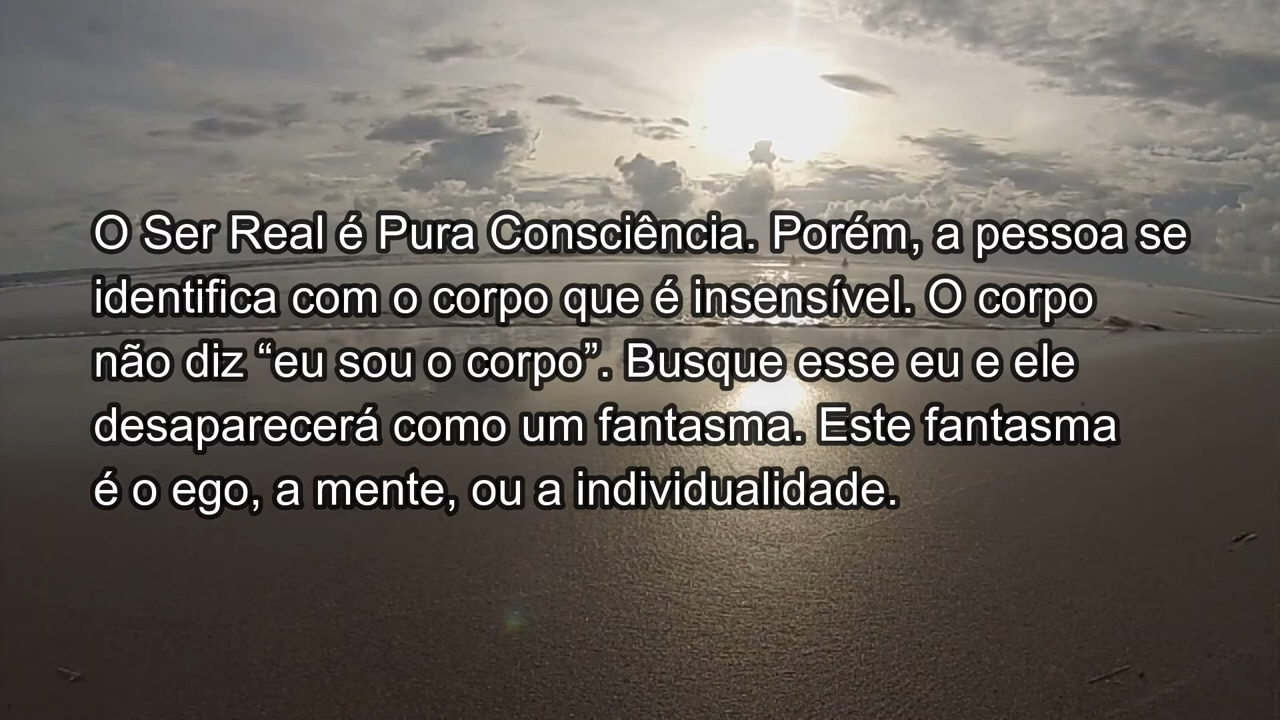 O Ser Real é Pura Consciência. Porém, a pessoa se
identifica com o corpo que é insensível. O corpo
não diz “eu sou o corpo”. Busque esse eu e ele
desaparecerá como um fantasma. Este fantasma
é o ego, a mente, ou a individualidade.